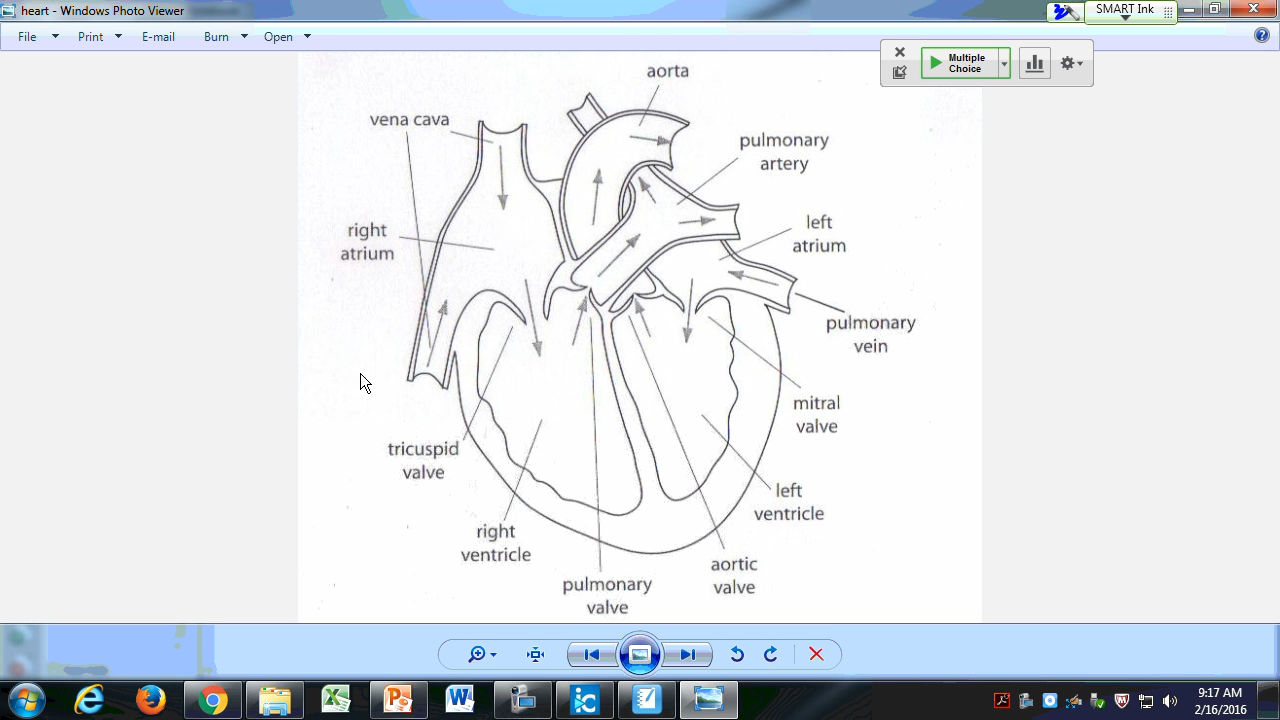 heart - Windows Photo Viewer
SMART Ink
File Print E-mail Burn Open
Multiple
Choice
aorta
vena cava
pulmonary
artery
right
atrium
left
atrium
pulmonary
vein
mitral
valve
tricuspid
valve
left
ventricle
right
ventricle
aortic
valve
pulmonary
valve
9:17 AM
2/16/2016